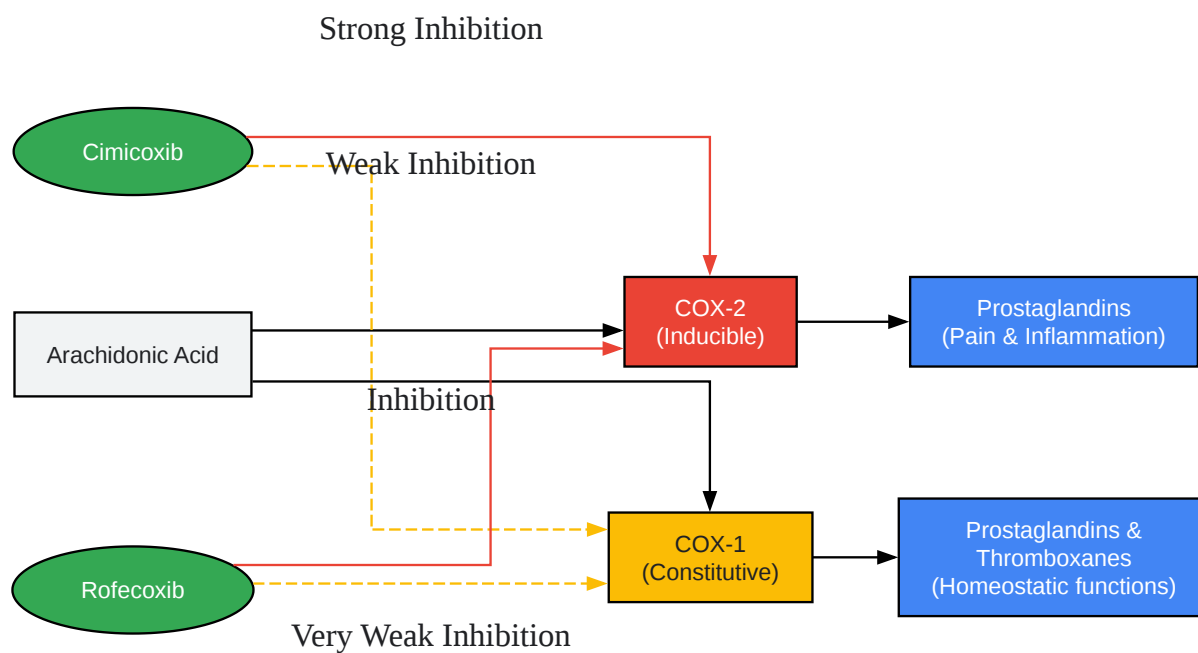 Strong Inhibition
Cimicoxib
Weak Inhibition
COX-2
(Inducible)
Prostaglandins
(Pain & Inflammation)
Arachidonic Acid
Inhibition
COX-1
(Constitutive)
Prostaglandins &
Thromboxanes
(Homeostatic functions)
Rofecoxib
Very Weak Inhibition